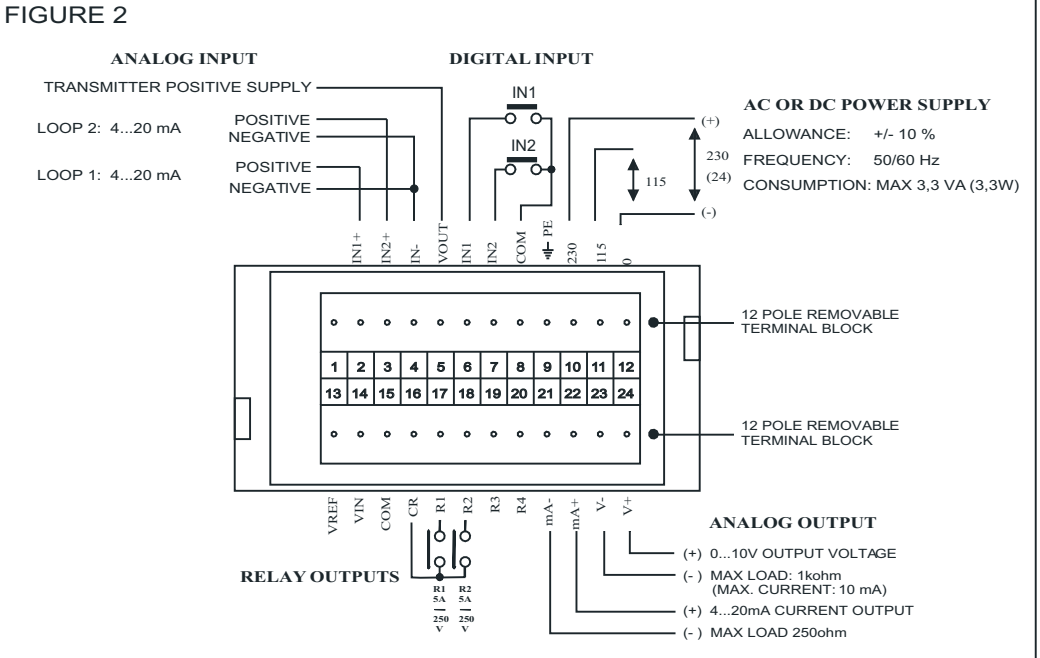 FIGURE 2
ANALOG INPUT
DIGITAL INPUT
TRANSMITTER POSITIVE SUPPLY
IN1
AC OR DC POWER SUPPLY
LOOP 2: 4...20 mA
POSITIVE
NEGATIVE
(+)
ALLOWANCE: +/- 10 %
IN2
230
(24)
115
FREQUENCY: 50/60 Hz
LOOP 1: 4...20 mA
POSITIVE
NEGATIVE
CONSUMPTION: MAX 3,3 VA (3,3W)
(-)
IN1+
IN2+
IN-
VOUT
IN1
IN2
COM
PE
230
115
0
12 POLE REMOVABLE
TERMINAL BLOCK
1 2 3 4 5 6 7 8 9 10 11 12
13 14 15 16 17 18 19 20 21 22 23 24
12 POLE REMOVABLE
TERMINAL BLOCK
VREF
VIN
COM
CR
R1
R2
R3
R4
mA-
mA+
V-
V+
ANALOG OUTPUT
(+) 0...10V OUTPUT VOLTAGE
(-) MAX LOAD: 1kohm
(MAX. CURRENT: 10 mA)
(+) 4...20mA CURRENT OUTPUT
(-) MAX LOAD 250ohm
RELAY OUTPUTS
R1 R2
5A 5A
250 250
V V